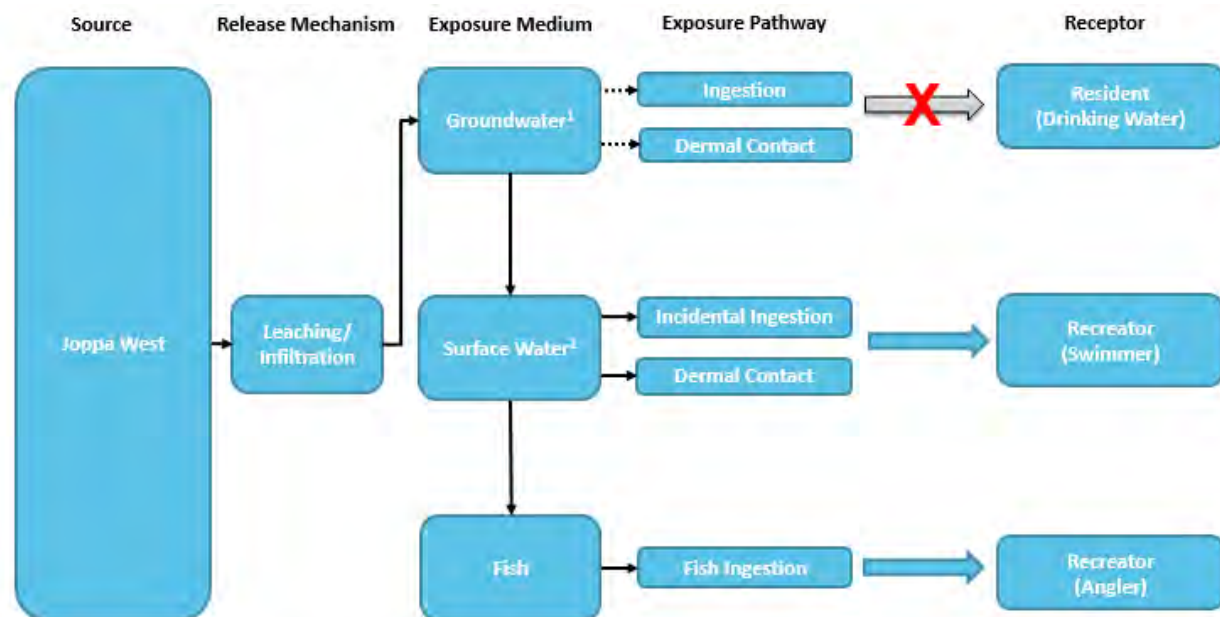 Source
Release Mechanism
Exposure Medium
Exposure Pathway
Receptor
Joppa West
Leaching/
Infiltration
Groundwater¹
Ingestion
Dermal Contact
X
Resident
(Drinking Water)
Surface Water²
Incidental Ingestion
Dermal Contact
Recreator
(Swimmer)
Fish
Fish Ingestion
Recreator
(Angler)